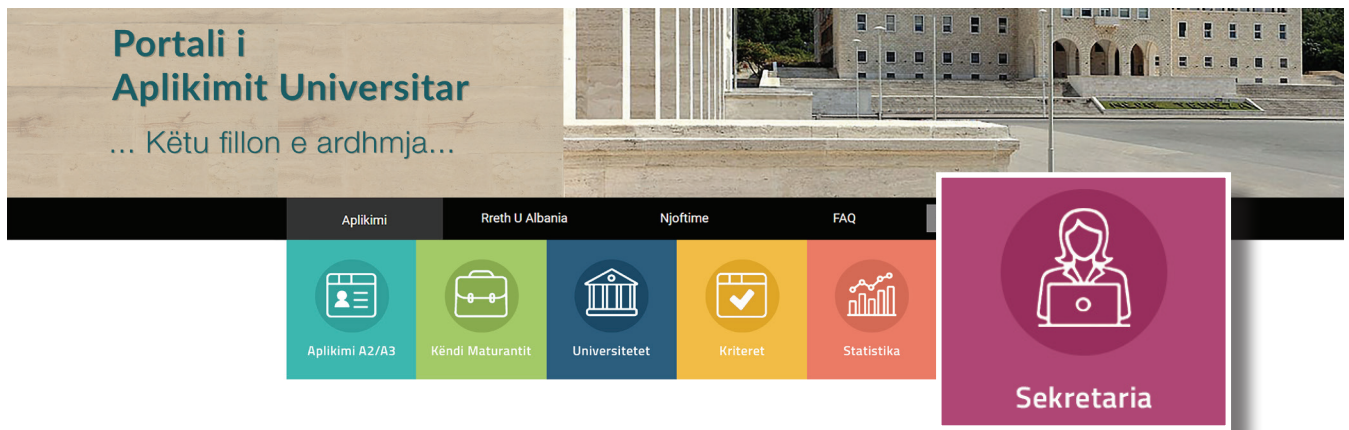 Portali i
Aplikimit Universitar
... Këtu fillon e ardhmja...
Aplikimi
Rreth U Albania
Njoftime
FAQ
Aplikimi A2/A3
Këndi Maturantit
Universitetet
Kriteret
Statistika
Sekretaria